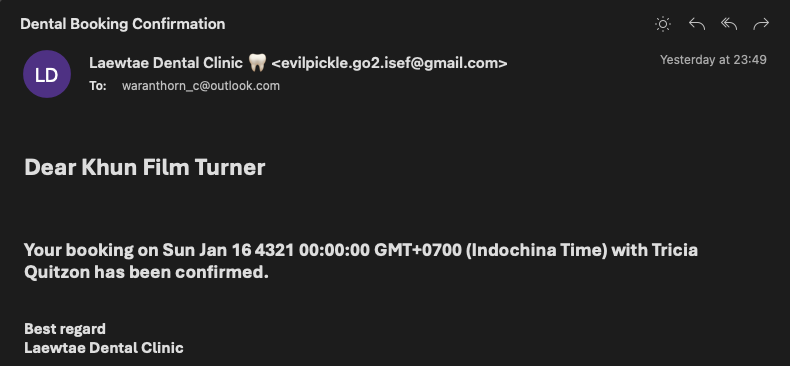 Dental Booking Confirmation
LD
Laewtae Dental Clinic 🦷 <evilpickle.go2.isef@gmail.com>
Yesterday at 23:49
To: waranthorn_c@outlook.com
Dear Khun Film Turner
Your booking on Sun Jan 16 4321 00:00:00 GMT+0700 (Indochina Time) with Tricia
Quitzon has been confirmed.
Best regard
Laewtae Dental Clinic